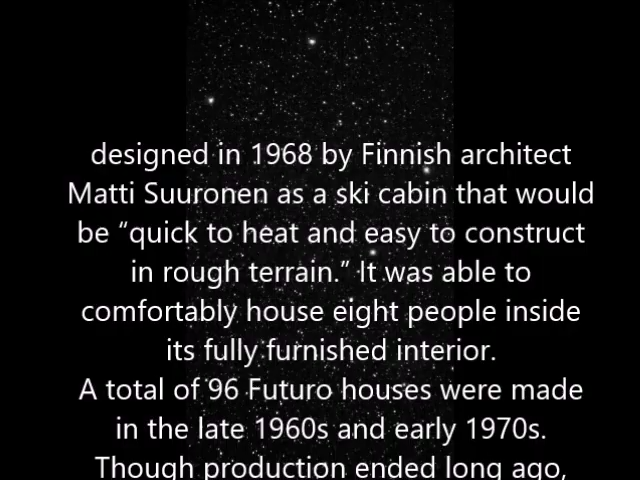 designed in 1968 by Finnish architect
Matti Suuronen as a ski cabin that would
be “quick to heat and easy to construct
in rough terrain.” It was able to
comfortably house eight people inside
its fully furnished interior.
A total of 96 Futuro houses were made
in the late 1960s and early 1970s.
Though production ended long ago,